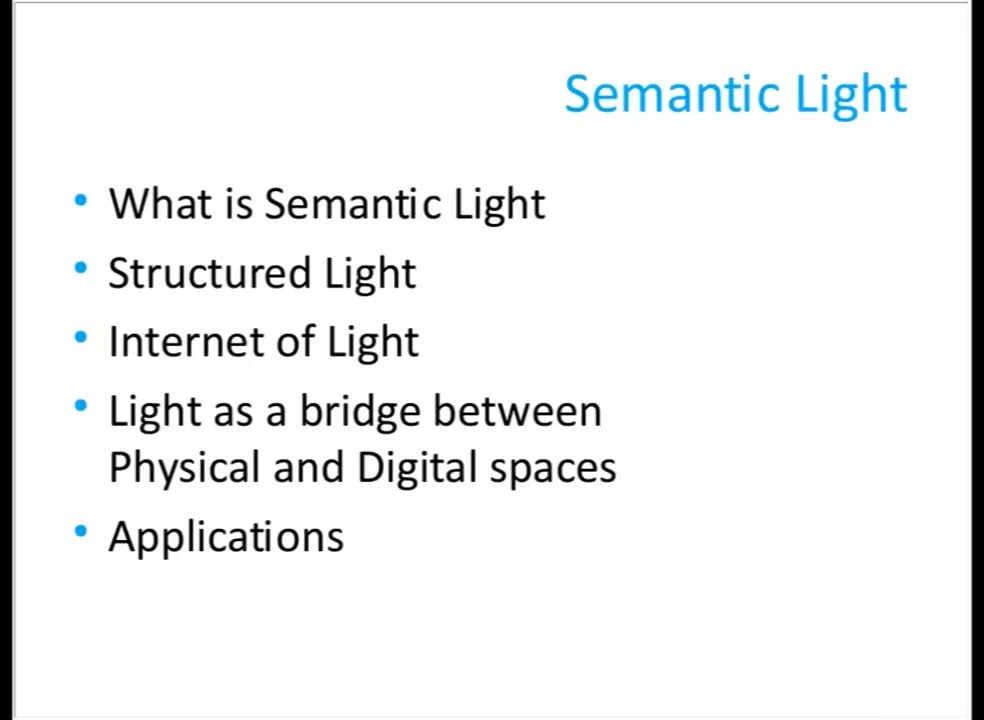 Semantic Light
• What is Semantic Light
• Structured Light
• Internet of Light
• Light as a bridge between
Physical and Digital spaces
• Applications